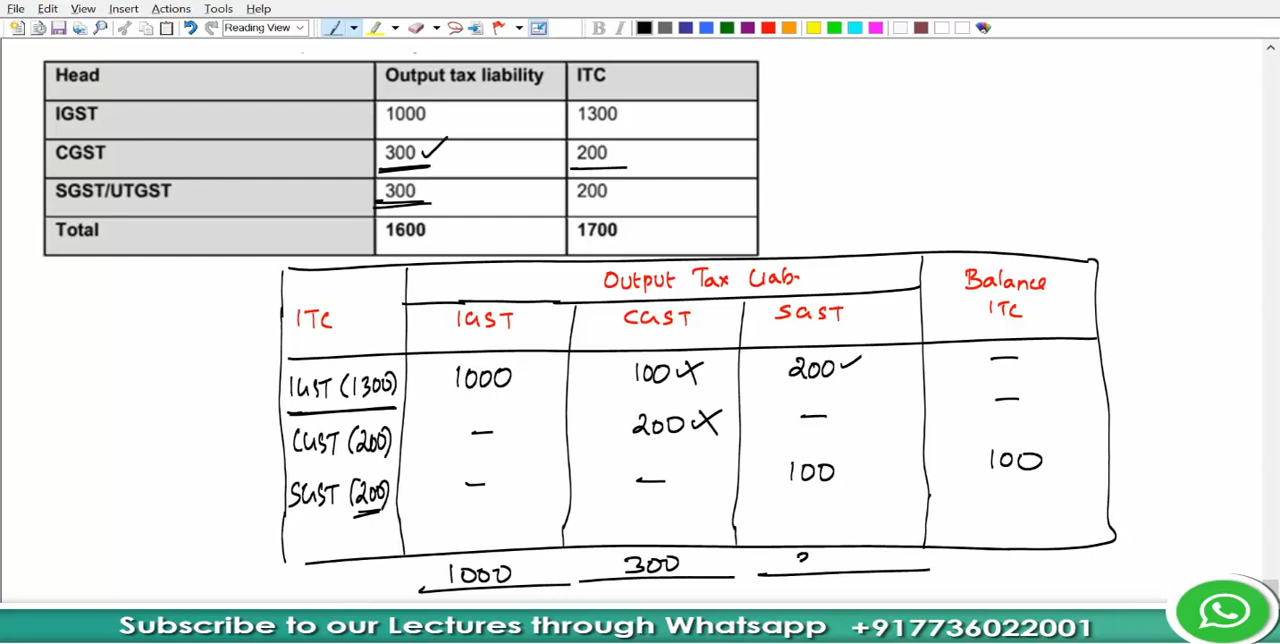 File Edit View Insert Actions Tools Help
Reading View B I
Head Output tax liability ITC
IGST 1000 1300
CGST 300 200
SGST/UTGST 300 200
Total 1600 1700
Output Tax Liab- Balance
ITC IGST CGST SGST ITC
IGST (1300) 1000 100 200 —
CGST (200) — 200 — —
SGST (200) — — 100 100
1000 300
Subscribe to our Lectures through Whatsapp +917736022001